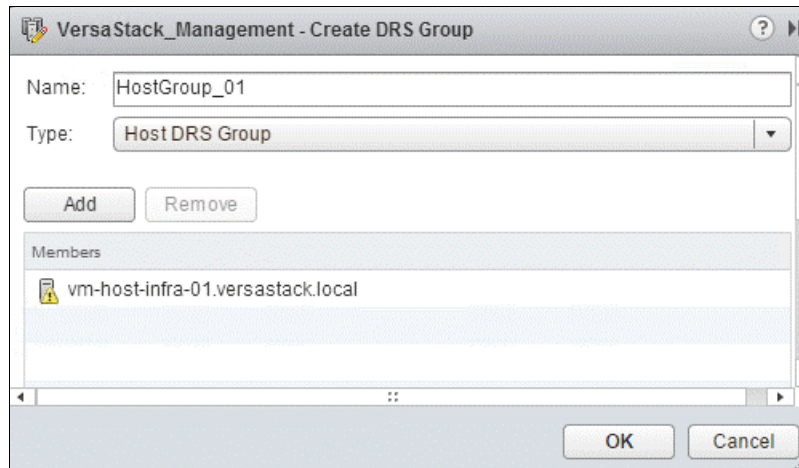 VersaStack_Management - Create DRS Group
Name: HostGroup_01
Type: Host DRS Group
Add Remove
Members
vm-host-infra-01.versastack.local
OK Cancel